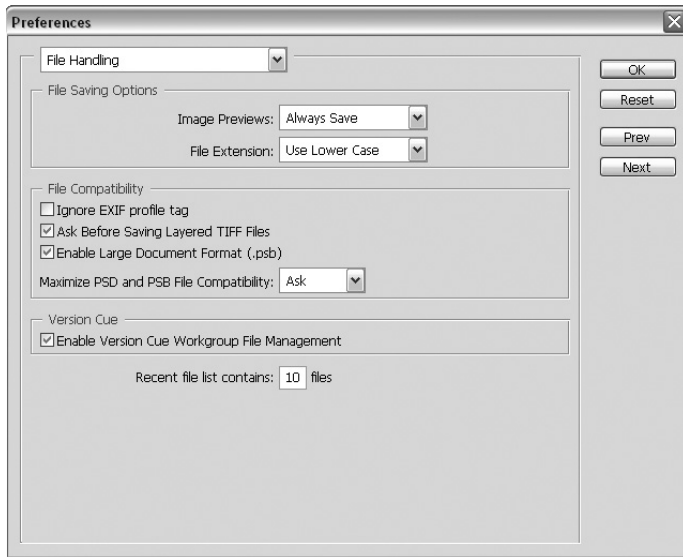 Preferences
File Handling
OK
Reset
Prev
Next
File Saving Options
Image Previews: Always Save
File Extension: Use Lower Case
File Compatibility
Ignore EXIF profile tag
Ask Before Saving Layered TIFF Files
Enable Large Document Format (.psb)
Maximize PSD and PSB File Compatibility: Ask
Version Cue
Enable Version Cue Workgroup File Management
Recent file list contains: 10 files